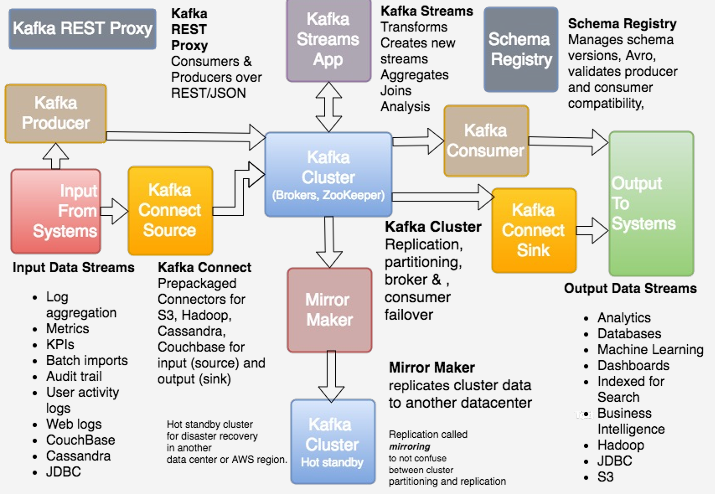 Kafka REST Proxy
Kafka
REST
Proxy
Consumers &
Producers over
REST/JSON
Kafka
Streams
App
Kafka Streams
Transforms
Creates new
streams
Aggregates
Joins
Analysis
Schema
Registry
Schema Registry
Manages schema
versions, Avro,
validates producer
and consumer
compatibility,
Kafka
Producer
Kafka
Cluster
(Brokers, ZooKeeper)
Kafka
Consumer
Input
From
Systems
Kafka
Connect
Source
Kafka
Connect
Sink
Output
To
Systems
Input Data Streams
• Log
aggregation
• Metrics
• KPIs
• Batch imports
• Audit trail
• User activity
logs
• Web logs
• CouchBase
• Cassandra
• JDBC
Kafka Connect
Prepackaged
Connectors for
S3, Hadoop,
Cassandra,
Couchbase for
input (source) and
output (sink)
Kafka Cluster
Replication,
partitioning,
broker & ,
consumer
failover
Mirror
Maker
Mirror Maker
replicates cluster data
to another datacenter
Output Data Streams
• Analytics
• Databases
• Machine Learning
• Dashboards
• Indexed for
Search
• Business
Intelligence
• Hadoop
• JDBC
• S3
Hot standby cluster
for disaster recovery
in another
data center or AWS region.
Kafka
Cluster
Hot standby
Replication called
mirroring
to not confuse
between cluster
partitioning and replication